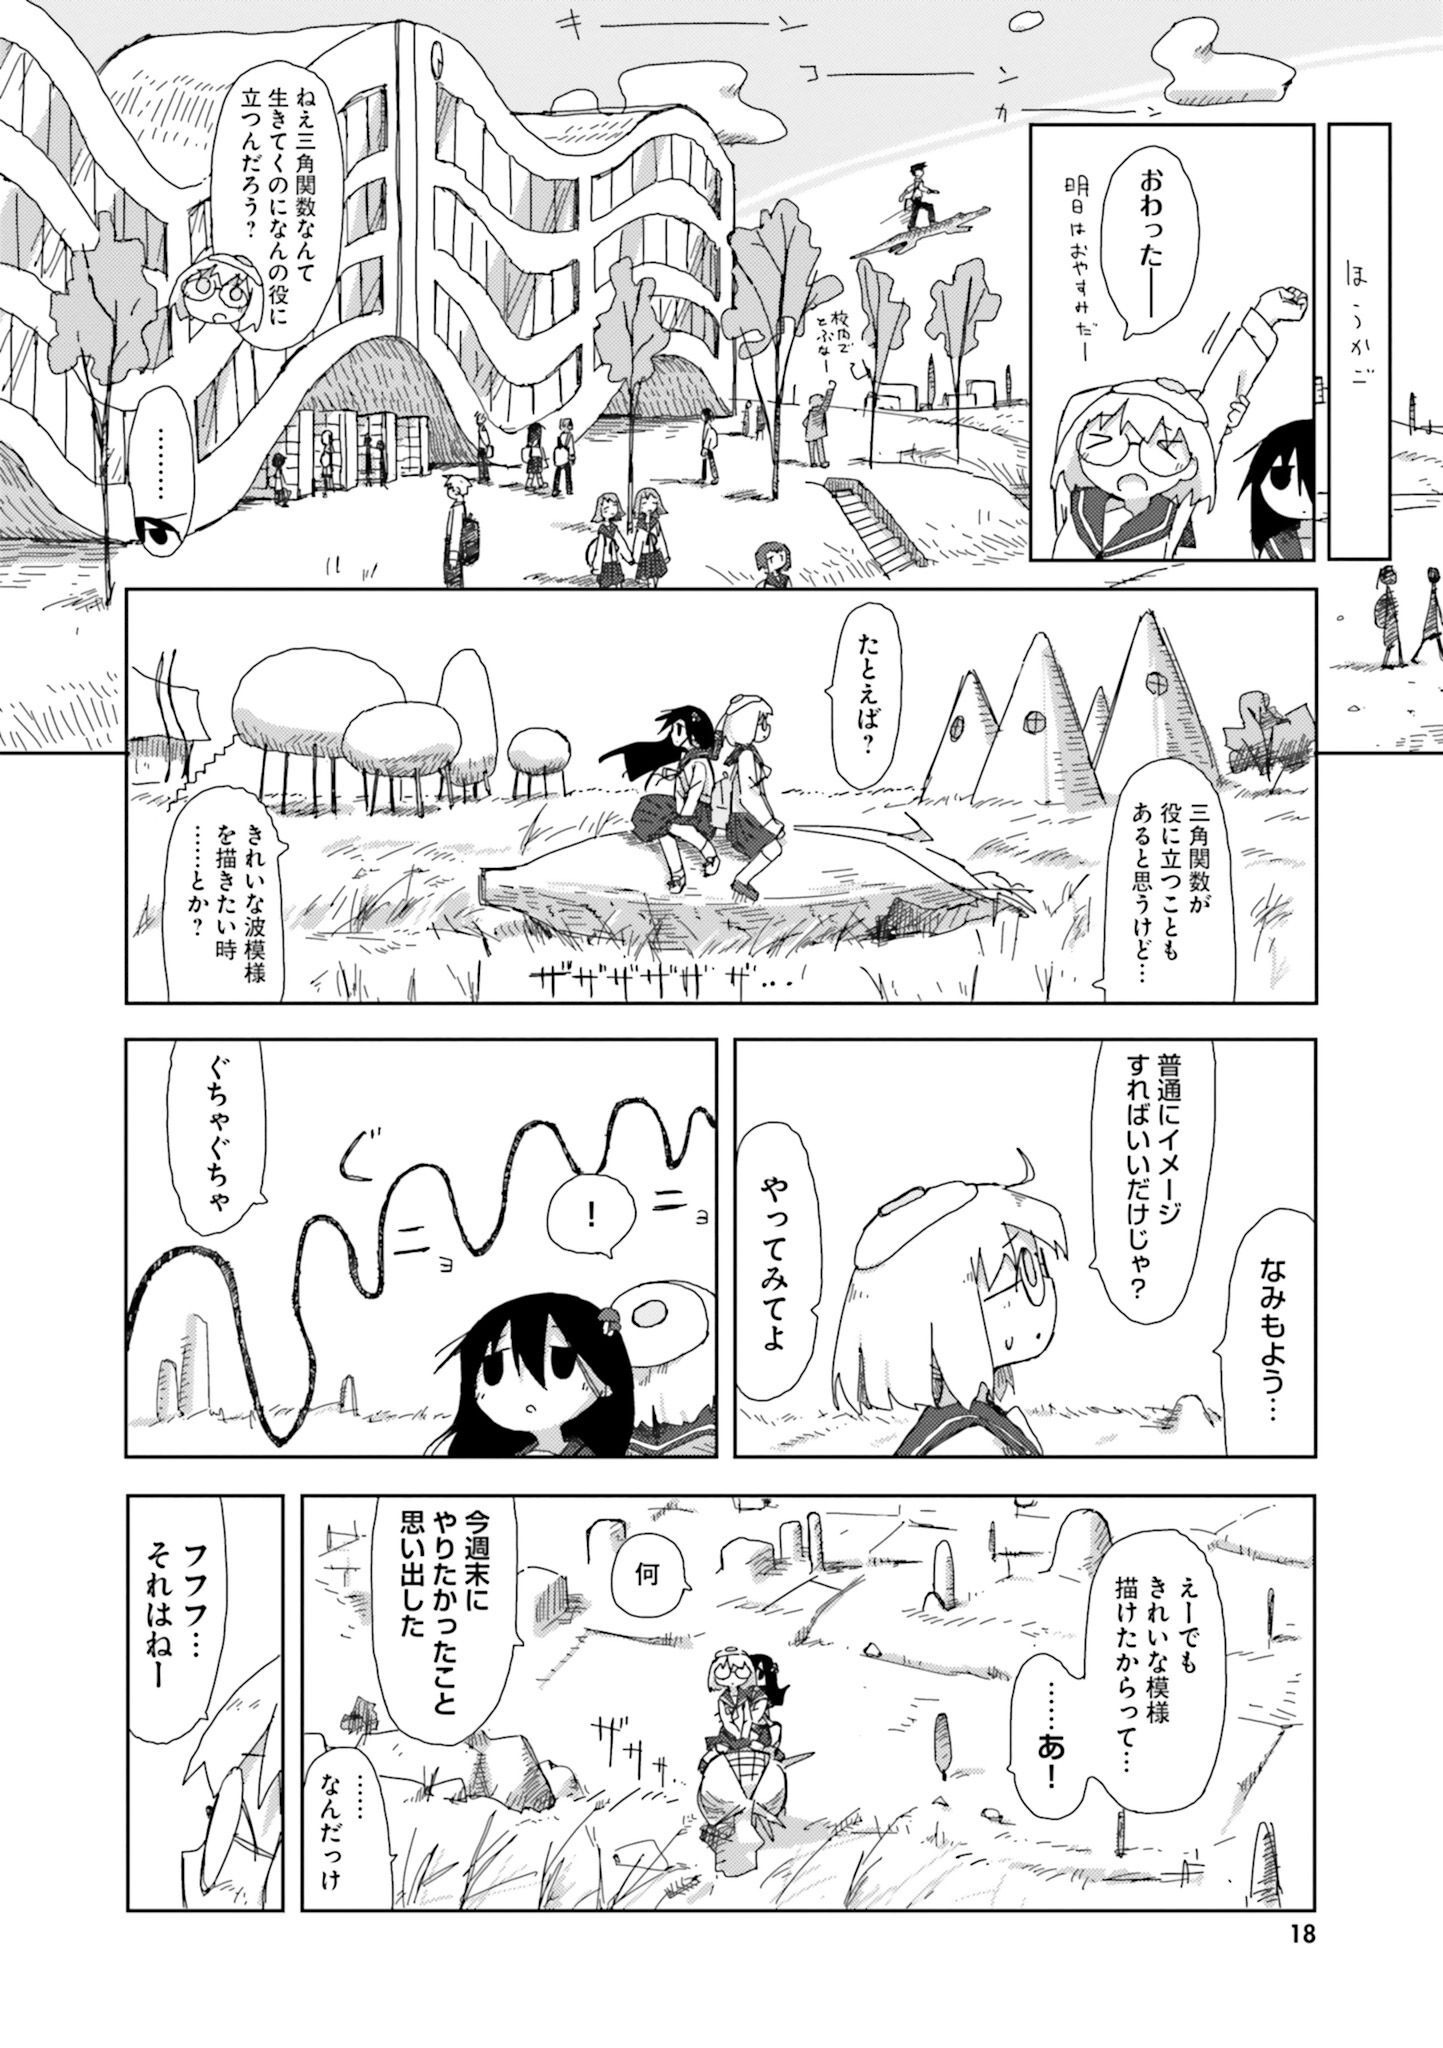 ほうかご
おわったー
明日はおやすみだー
キーンコーンカーン
校内で
とぶなー
ねえ三角関数なんて
生きてくのになんの役に
立つんだろう？
………
三角関数が
役に立つことも
あると思うけど…
たとえば？
きれいな波模様
を描きたい時
……とか？
ザザザザザザ…
なみもよう…
普通にイメージ
すればいいだけじゃ？
やってみてよ
！
ニョ
ニョ
ぐ
ぐちゃぐちゃ
えーでも
きれいな模様
描けたからって…
……あ！
何
今週末に
やりたかったこと
思い出した
ザザ…
……
なんだっけ
フフフ…
それはねー
18